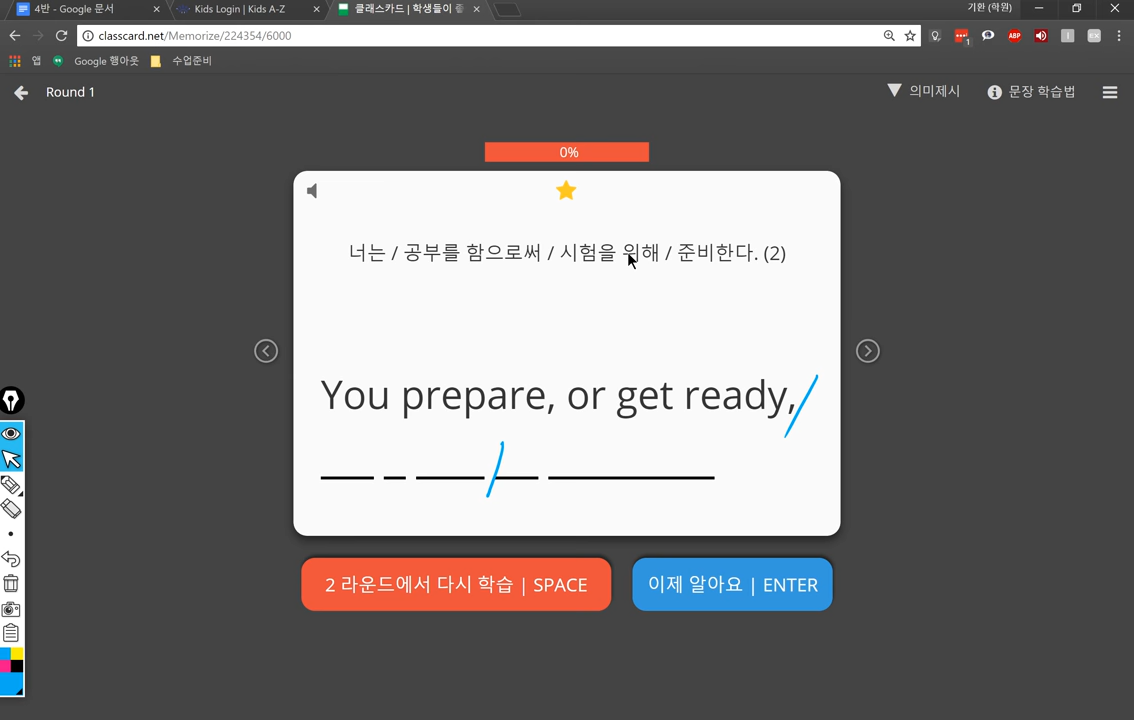 4반 - Google 문서
Kids Login | Kids A-Z
클래스카드 | 학생들이 즐
기환 (학원)
classcard.net/Memorize/224354/6000
ABP
1
앱
Google 행아웃
수업준비
Round 1
의미제시
문장 학습법
0%
너는 / 공부를 함으로써 / 시험을 위해 / 준비한다. (2)
You prepare, or get ready,
2 라운드에서 다시 학습 | SPACE
이제 알아요 | ENTER